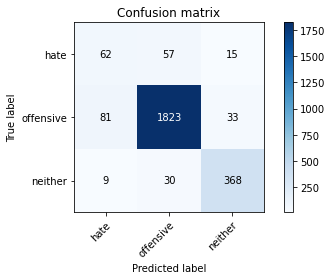 Confusion matrix
True label
hate 62 57 15
offensive 81 1823 33
neither 9 30 368
hate offensive neither
Predicted label
1750
1500
1250
1000
750
500
250